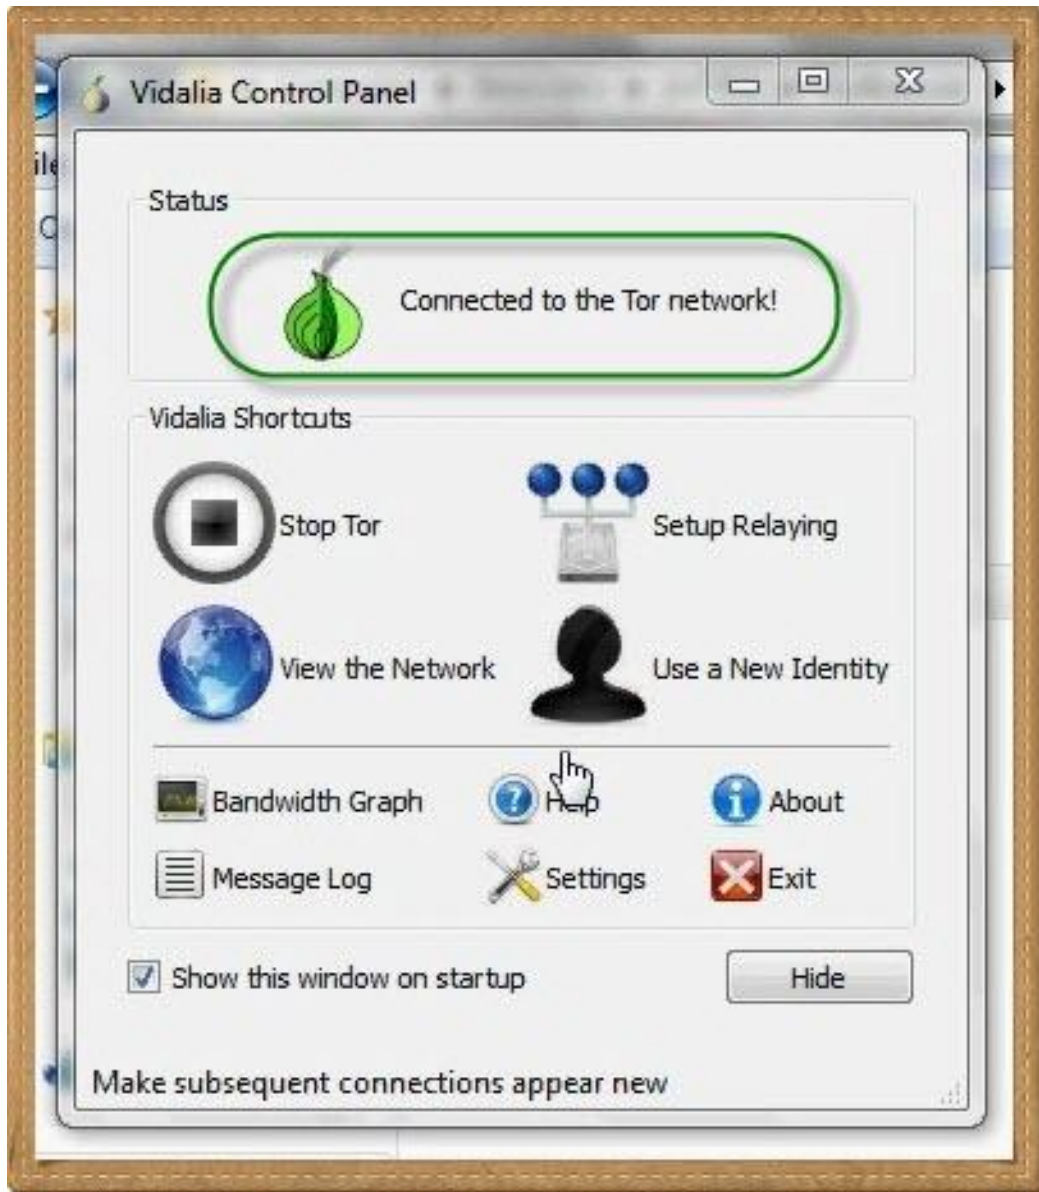 Vidalia Control Panel
Status
Connected to the Tor network!
Vidalia Shortcuts
Stop Tor
Setup Relaying
View the Network
Use a New Identity
Bandwidth Graph
Help
About
Message Log
Settings
Exit
Show this window on startup
Hide
Make subsequent connections appear new